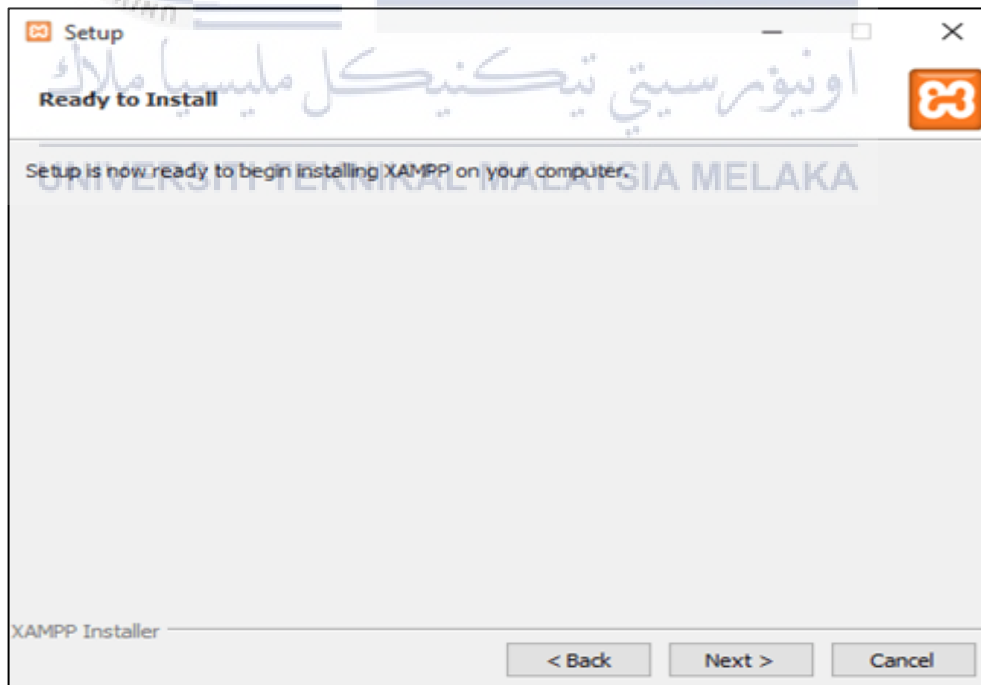 Setup
اونيۏرسيتي تيكنيكل مليسيا ملاك
Ready to Install
Setup is now ready to begin installing XAMPP on your computer.
UNIVERSITI TEKNIKAL MALAYSIA MELAKA
XAMPP Installer
< Back
Next >
Cancel